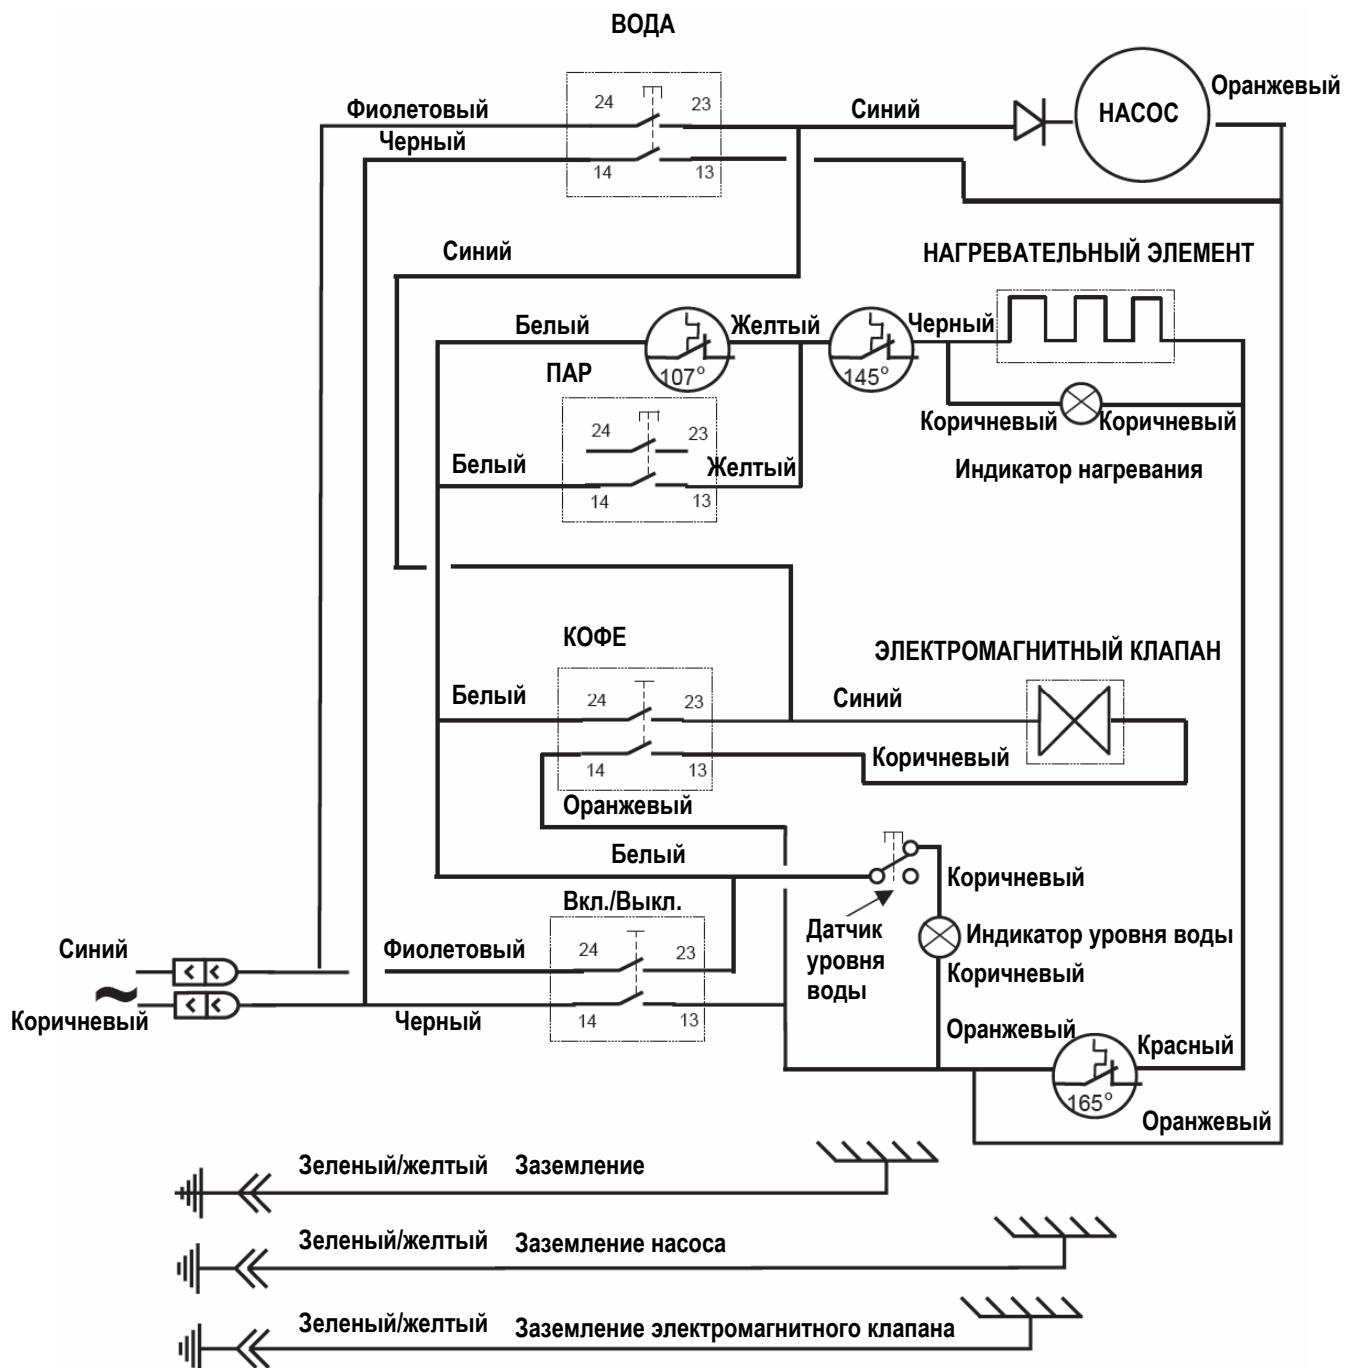 ВОДА
Оранжевый
Фиолетовый
24
23
Синий
НАСОС
Черный
14
13
Синий
НАГРЕВАТЕЛЬНЫЙ ЭЛЕМЕНТ
Белый
Желтый
Черный
107°
145°
ПАР
Коричневый
Коричневый
24
23
Белый
Желтый
Индикатор нагревания
14
13
КОФЕ
ЭЛЕКТРОМАГНИТНЫЙ КЛАПАН
Белый
24
23
Синий
14
13
Коричневый
Оранжевый
Белый
Коричневый
Вкл./Выкл.
Датчик
уровня
воды
Индикатор уровня воды
Синий
Фиолетовый
24
23
Коричневый
~
Коричневый
Черный
14
13
Оранжевый
Красный
165°
Оранжевый
Зеленый/желтый Заземление
Зеленый/желтый Заземление насоса
Зеленый/желтый Заземление электромагнитного клапана